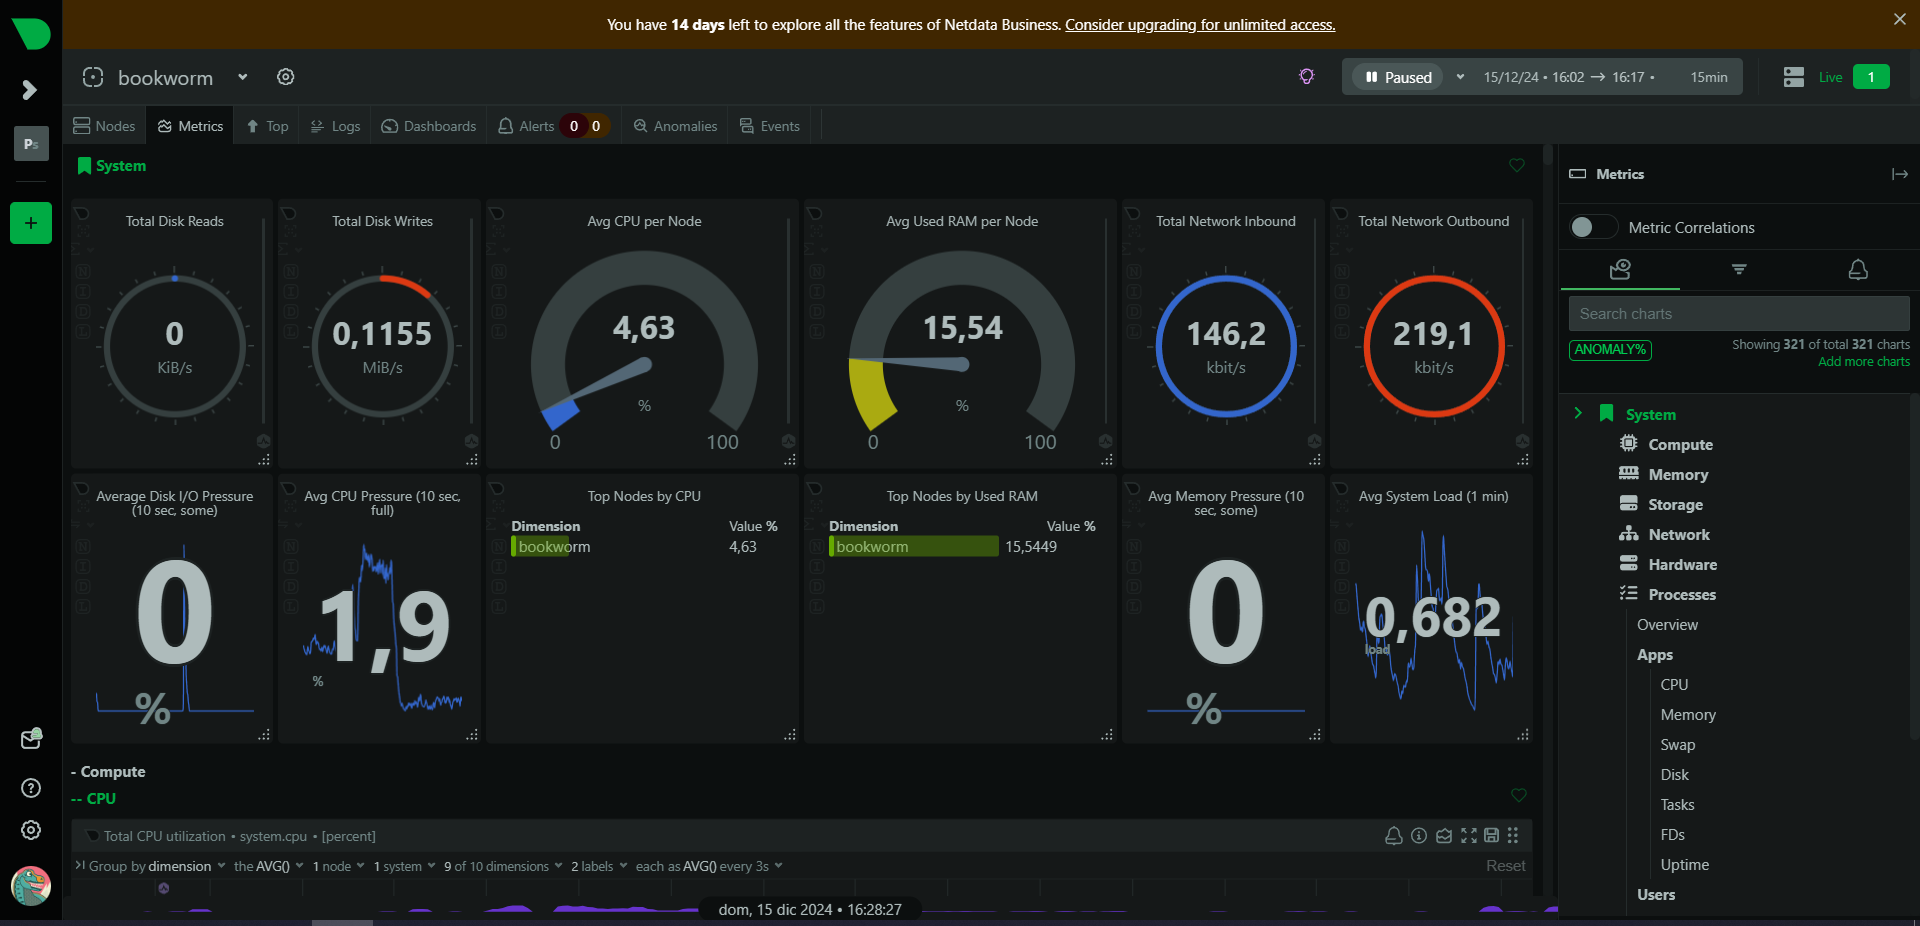 You have 14 days left to explore all the features of Netdata Business. Consider upgrading for unlimited access.
bookworm
Paused 15/12/24 • 16:02 → 16:17 • 15min
Live 1
Nodes Metrics Top Logs Dashboards Alerts 0 0 Anomalies Events
Ps
+
System
Total Disk Reads
0
KiB/s
Total Disk Writes
0,1155
MiB/s
Avg CPU per Node
4,63
%
0 100
Avg Used RAM per Node
15,54
%
0 100
Total Network Inbound
146,2
kbit/s
Total Network Outbound
219,1
kbit/s
N
I
D
L
Average Disk I/O Pressure
(10 sec, some)
0
%
Avg CPU Pressure (10 sec,
full)
1,9
%
Top Nodes by CPU
Dimension Value %
bookworm 4,63
Top Nodes by Used RAM
Dimension Value %
bookworm 15,5449
Avg Memory Pressure (10
sec, some)
0
%
Avg System Load (1 min)
0,682
load
- Compute
-- CPU
Total CPU utilization • system.cpu • [percent]
Group by dimension the AVG() 1 node 1 system 9 of 10 dimensions 2 labels each as AVG() every 3s Reset
dom, 15 dic 2024 • 16:28:27
Metrics
Metric Correlations
Search charts
ANOMALY% Showing 321 of total 321 charts
Add more charts
System
Compute
Memory
Storage
Network
Hardware
Processes
Overview
Apps
CPU
Memory
Swap
Disk
Tasks
FDs
Uptime
Users